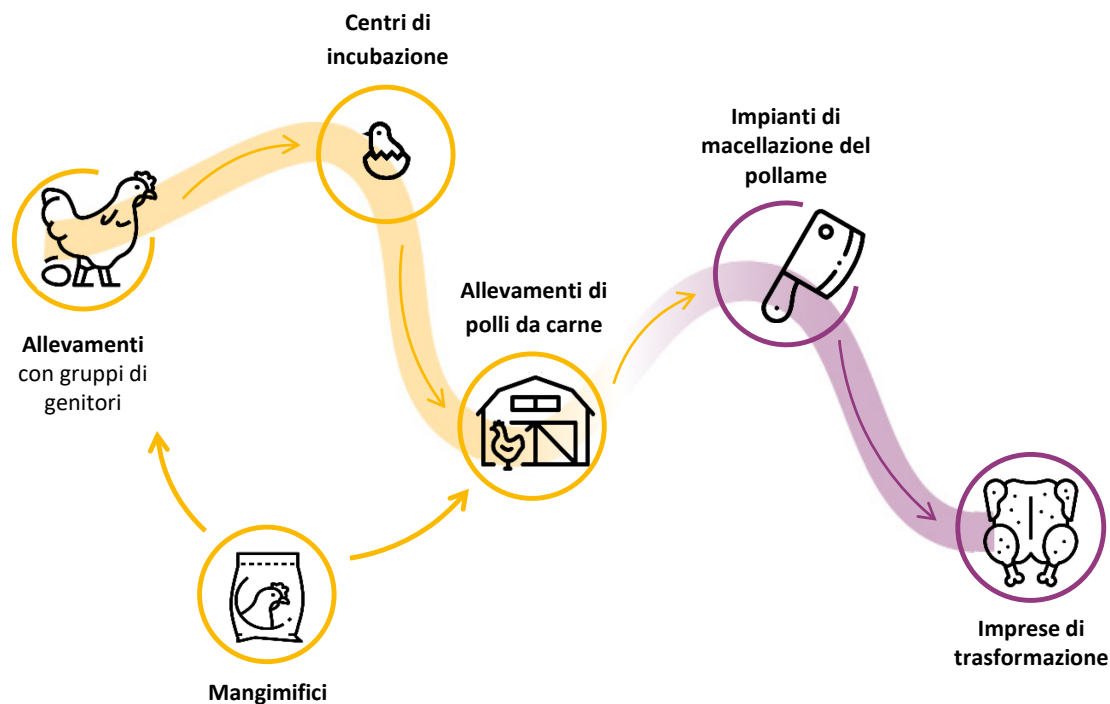 Centri di
incubazione
Impianti di
macellazione del
pollame
Allevamenti di
polli da carne
Allevamenti
con gruppi di
genitori
Imprese di
trasformazione
Mangimifici